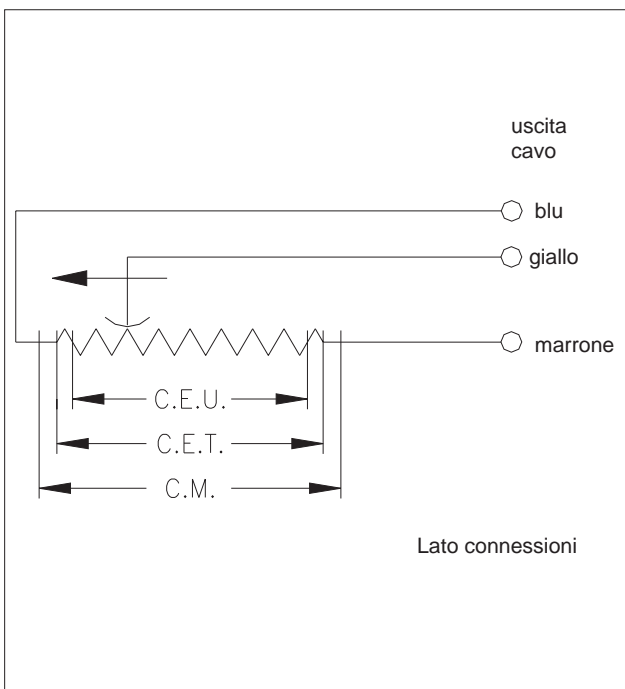 uscita
cavo
blu
giallo
marrone
C.E.U.
C.E.T.
C.M.
Lato connessioni